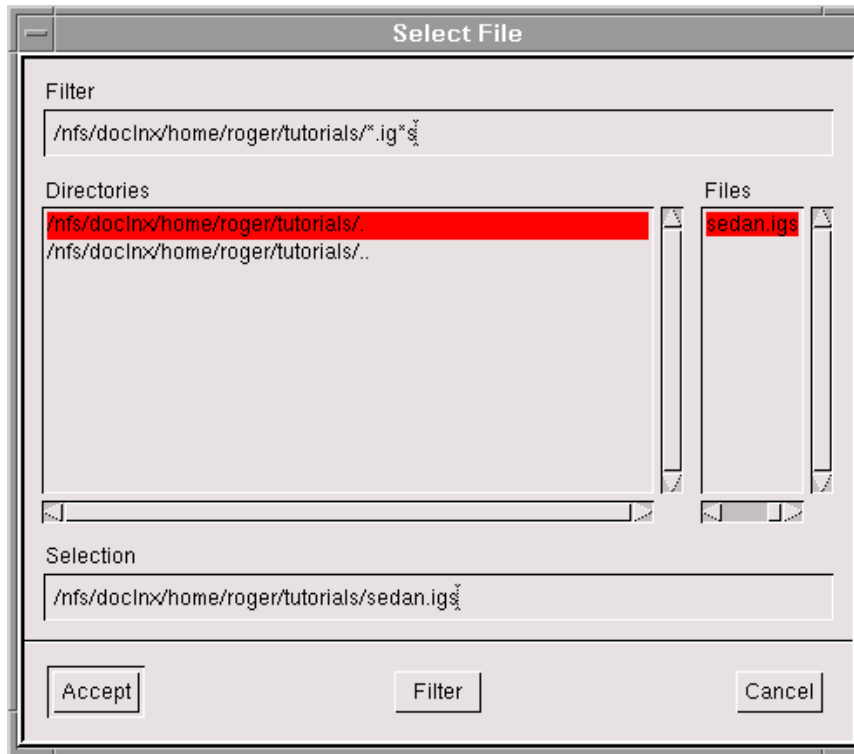 Select File
Filter
/nfs/doclnx/home/roger/tutorials/*.ig*s
Directories
Files
/nfs/doclnx/home/roger/tutorials/.
sedan.igs
/nfs/doclnx/home/roger/tutorials/..
Selection
/nfs/doclnx/home/roger/tutorials/sedan.igs
Accept
Filter
Cancel